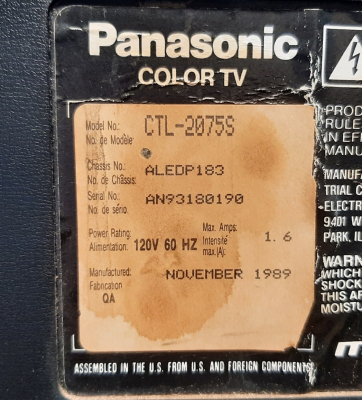 Panasonic
COLOR TV
Model No.: CTL-2075S
No. de Modèle:
Chassis No.: ALEDP183
No. de Châssis:
Serial No.: AN93180190
No. de série:
Power Rating: Max. Amps:
Alimentation: 120V 60 HZ Intensité 1.6
max.(A):
Manufactured: NOVEMBER 1989
Fabrication
QA
ASSEMBLED IN THE U.S. FROM U.S. AND FOREIGN COMPONENTS.
PROD
RULE
IN EF
MANU
MANUFA
TRIAL C
ELECTR
9401 W
PARK, IL
WARN
WHICH
SHOCK
THIS AF
MOISTU